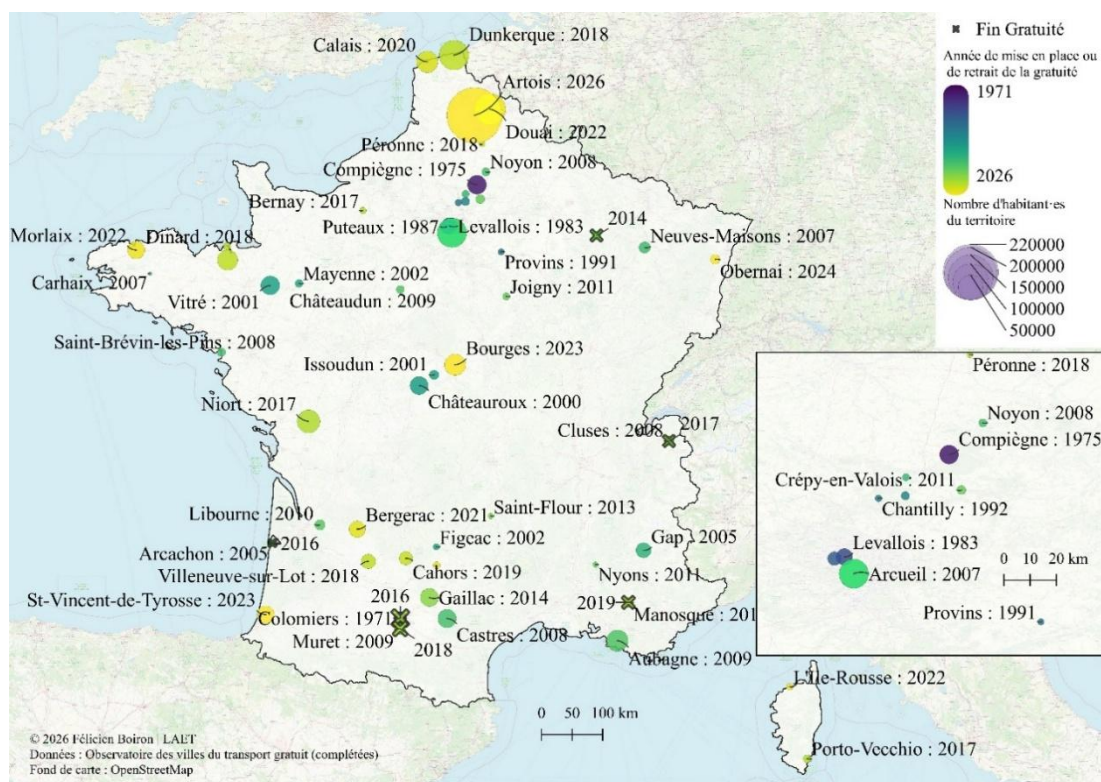 Fin Gratuité
Année de mise en place ou
de retrait de la gratuité
1971
2026
Nombre d'habitant·es
du territoire
220000
200000
150000
100000
50000
Calais : 2020
Dunkerque : 2018
Artois : 2026
Douai : 2022
Péronne : 2018
Compiègne : 1975
Noyon : 2008
Bernay : 2017
Puteaux : 1987
Levallois : 1983
2014
Neuves-Maisons : 2007
Morlaix : 2022
Dinard : 2018
Provins : 1991
Obernai : 2024
Carhaix : 2007
Mayenne : 2002
Joigny : 2011
Vitré : 2001
Châteaudun : 2009
Saint-Brévin-les-Pins : 2008
Issoudun : 2001
Bourges : 2023
Châteauroux : 2000
Niort : 2017
2017
Cluses : 2008
Libourne : 2010
Bergerac : 2021
Saint-Flour : 2013
Arcachon : 2005
2016
Figeac : 2002
Gap : 2005
Villeneuve-sur-Lot : 2018
Cahors : 2019
Nyons : 2011
St-Vincent-de-Tyrosse : 2023
2016
Gaillac : 2014
2019
Manosque : 201
Colomiers : 1971
Castres : 2008
Muret : 2009
2018
Aubagne : 2009
L'Île-Rousse : 2022
Porto-Vecchio : 2017
0 50 100 km
Péronne : 2018
Noyon : 2008
Compiègne : 1975
Crépy-en-Valois : 2011
Chantilly : 1992
Levallois : 1983
0 10 20 km
Arcueil : 2007
Provins : 1991
© 2026 Félicien Boiron | LAET
Données : Observatoire des villes du transport gratuit (complétées)
Fond de carte : OpenStreetMap